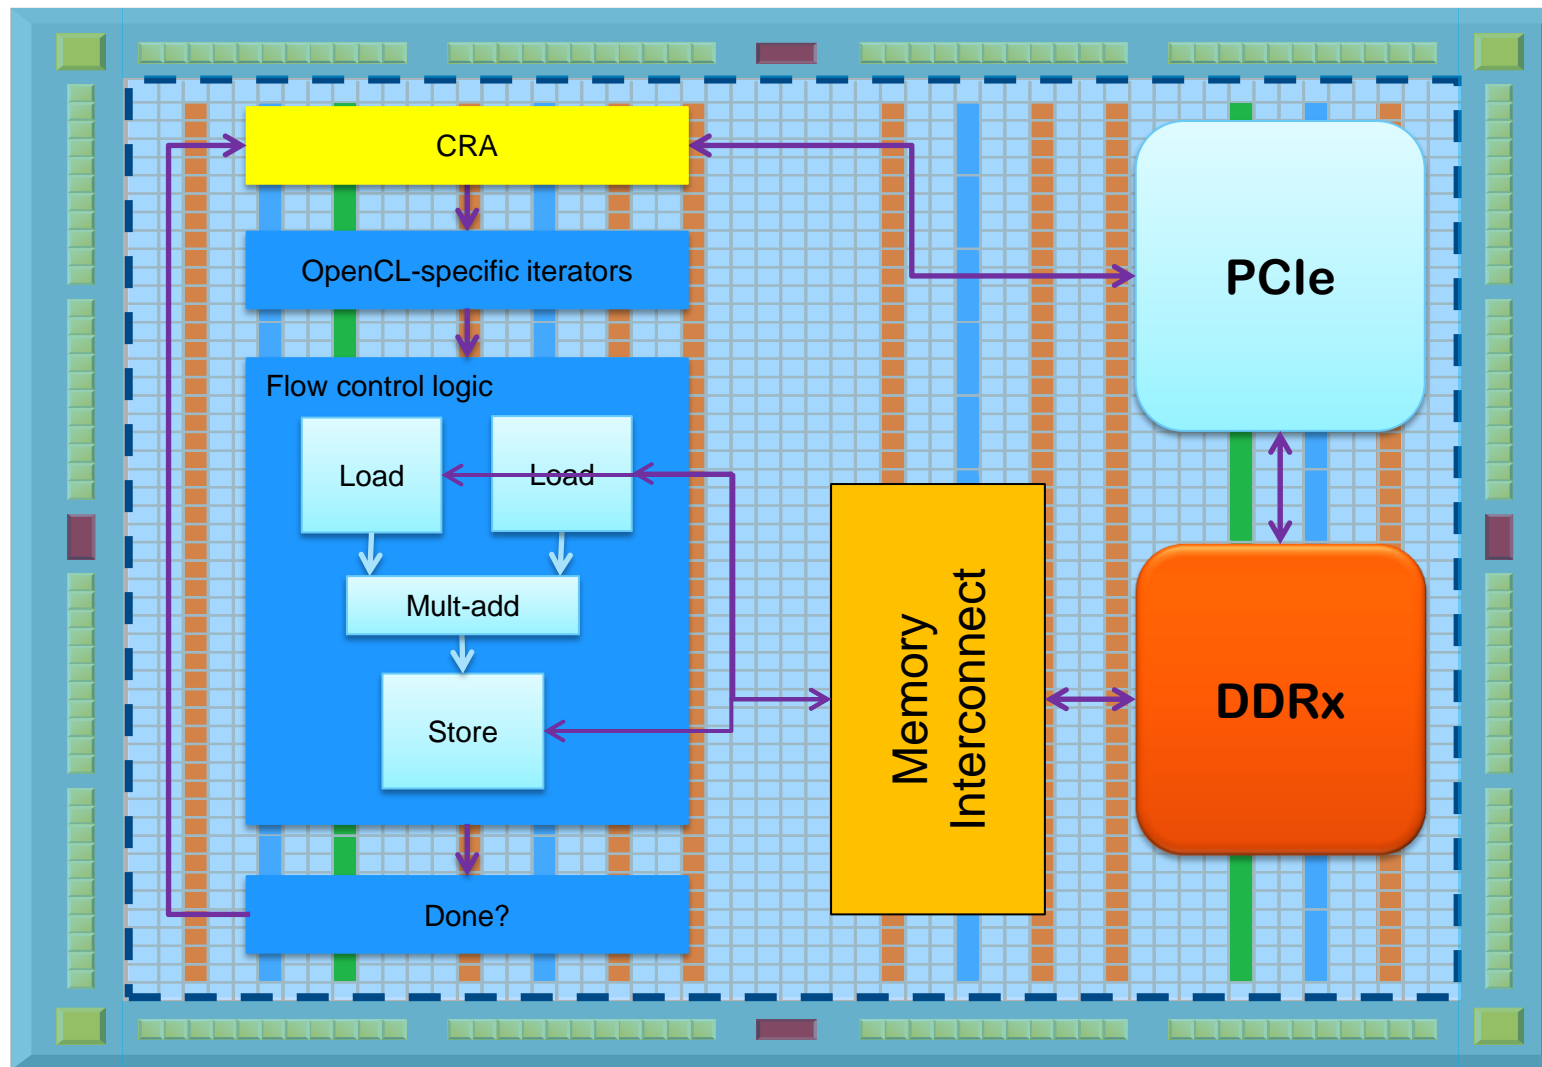 CRA
OpenCL-specific iterators
PCIe
Flow control logic
Load
Load
Mult-add
Store
Memory
Interconnect
DDRx
Done?